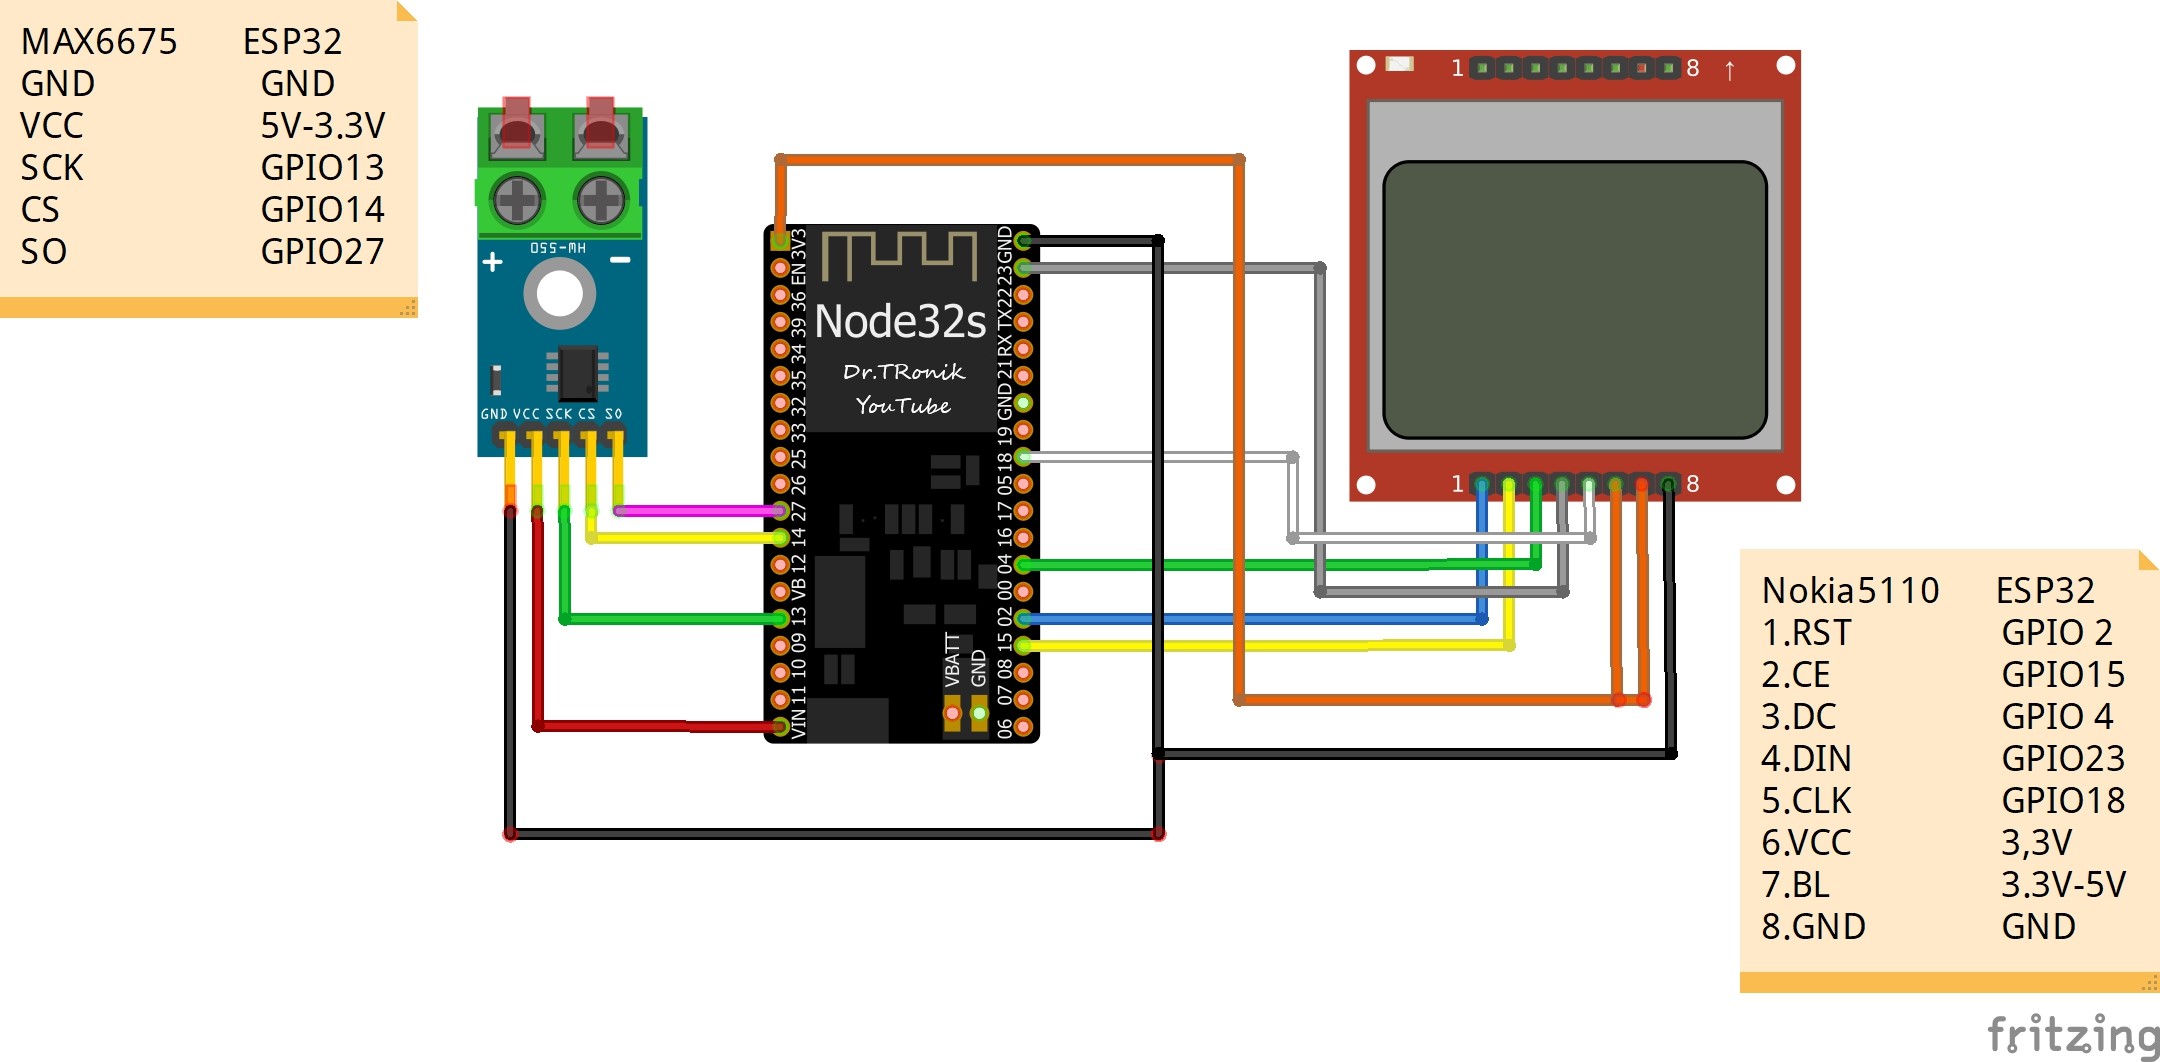 MAX6675 ESP32
GND GND
VCC 5V-3.3V
SCK GPIO13
CS GPIO14
SO GPIO27
HW-550
+ −
GND VCC SCK CS SO
3V3
EN
36
39
34
35
32
33
25
26
27
14
12
VB
13
09
10
11
VIN
Node32s
Dr.TRonik
YouTube
VBATT
GND
GND
23
22
TX
RX
21
GND
19
18
05
17
16
04
00
02
15
08
07
06
1 8 ↑
1 8
Nokia5110 ESP32
1.RST GPIO 2
2.CE GPIO15
3.DC GPIO 4
4.DIN GPIO23
5.CLK GPIO18
6.VCC 3,3V
7.BL 3.3V-5V
8.GND GND
fritzing